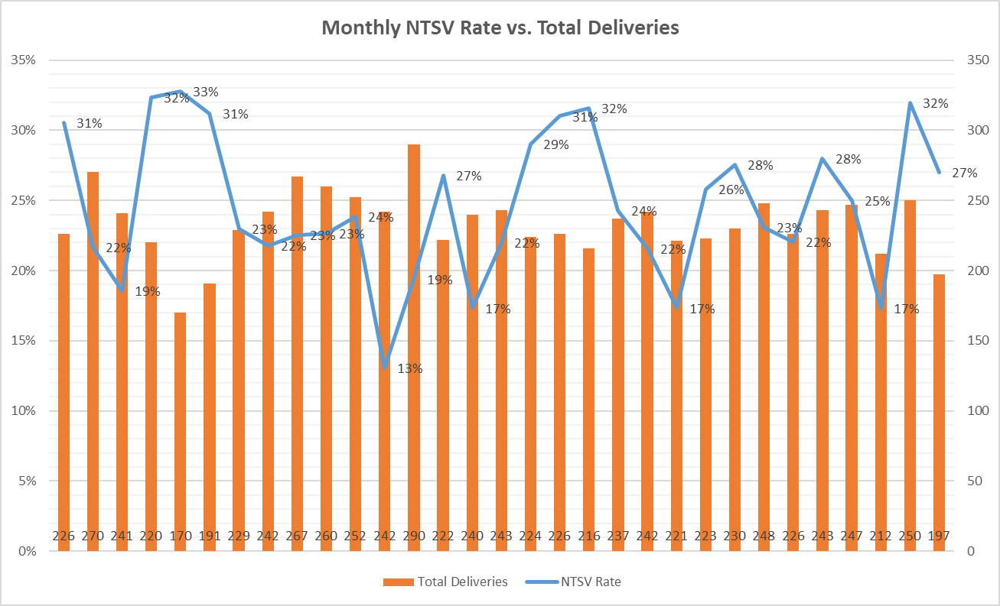 Monthly NTSV Rate vs. Total Deliveries
35% 350
33%
32% 32% 32%
31% 31% 31%
30% 300
29%
28% 28%
27% 27%
26%
25% 25% 250
24% 24%
23% 23% 23% 23%
22% 22% 22% 22% 22%
20% 200
19% 19%
17% 17% 17%
15% 150
13%
10% 100
5% 50
226 270 241 220 170 191 229 242 267 260 252 242 290 222 240 243 224 226 216 237 242 221 223 230 248 226 243 247 212 250 197
0% 0
Total Deliveries NTSV Rate